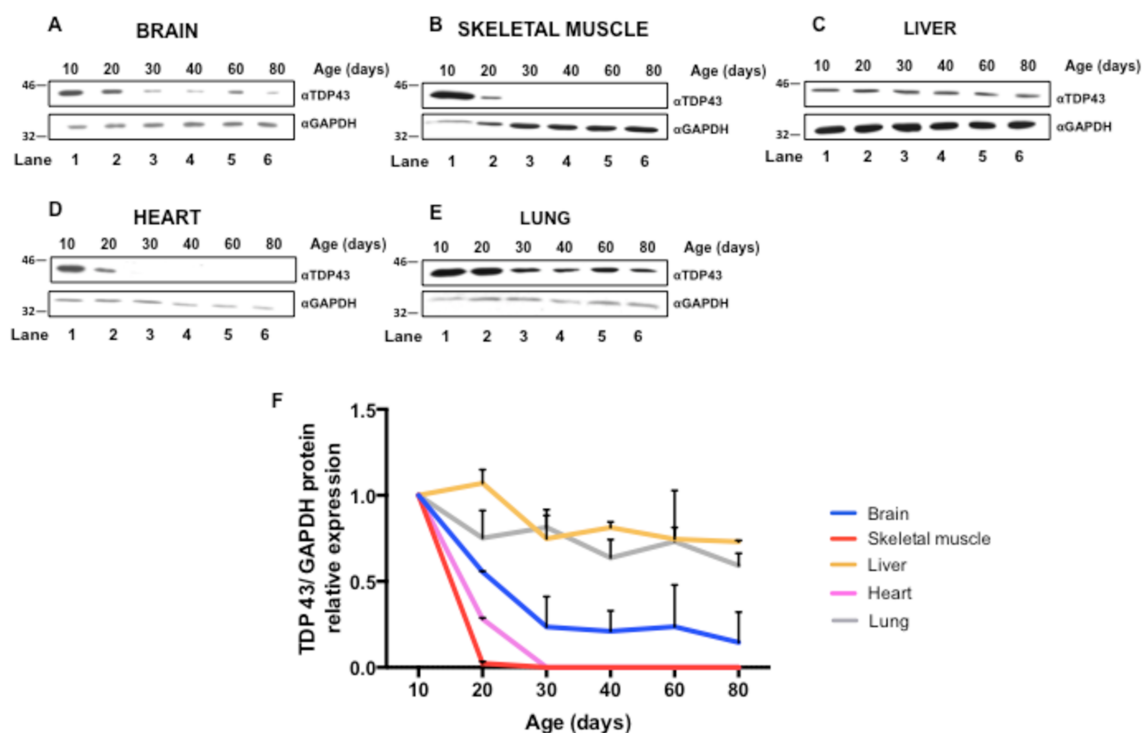 A BRAIN
10 20 30 40 60 80 Age (days)
46
αTDP43
αGAPDH
32
Lane 1 2 3 4 5 6
B SKELETAL MUSCLE
10 20 30 40 60 80 Age (days)
46
αTDP43
αGAPDH
32
Lane 1 2 3 4 5 6
C LIVER
10 20 30 40 60 80 Age (days)
46
αTDP43
αGAPDH
32
Lane 1 2 3 4 5 6
D HEART
10 20 30 40 60 80 Age (days)
46
αTDP43
αGAPDH
32
Lane 1 2 3 4 5 6
E LUNG
10 20 30 40 60 80 Age (days)
46
αTDP43
αGAPDH
32
Lane 1 2 3 4 5 6
F
TDP 43/ GAPDH protein
relative expression
1.5
1.0
0.5
0.0
10 20 30 40 60 80
Age (days)
Brain
Skeletal muscle
Liver
Heart
Lung